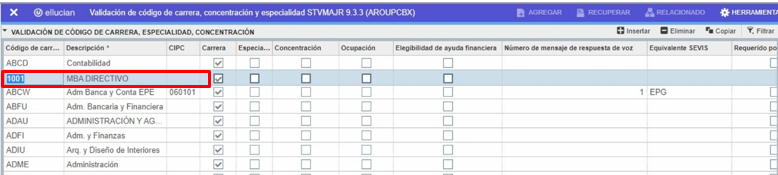 ✕ ellucian Validación de código de carrera, concentración y especialidad STVMAJR 9.3.3 (AROUPCBX) AGREGAR RECUPERAR RELACIONADO HERRAMIENTA
VALIDACIÓN DE CÓDIGO DE CARRERA, ESPECIALIDAD, CONCENTRACIÓN Insertar Eliminar Copiar Filtrar
Código de carr... Descripción * CIPC Carrera Especia... Concentración Ocupación Elegibilidad de ayuda financiera Número de mensaje de respuesta de voz Equivalente SEVIS Requerido po
ABCD Contabilidad
1001 MBA DIRECTIVO
ABCW Adm Banca y Conta EPE 060101 1 EPG
ABFU Adm. Bancaria y Financiera
ADAU ADMINISTRACIÓN Y AG...
ADFI Adm. y Finanzas
ADIU Arq. y Diseño de Interiores
ADME Administración